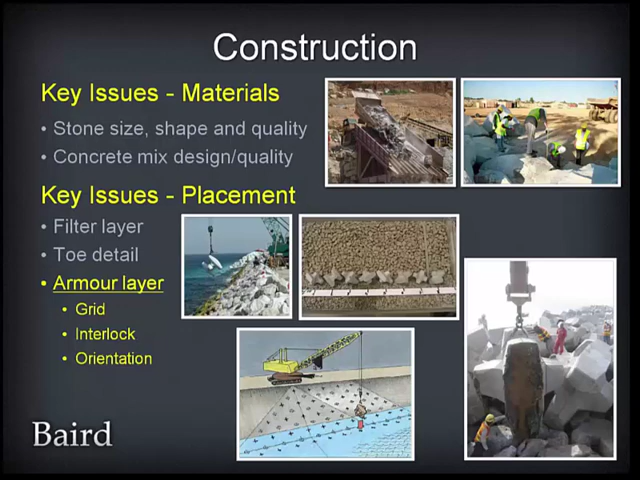 Construction
Key Issues - Materials
• Stone size, shape and quality
• Concrete mix design/quality
Key Issues - Placement
• Filter layer
• Toe detail
• Armour layer
• Grid
• Interlock
• Orientation
Baird